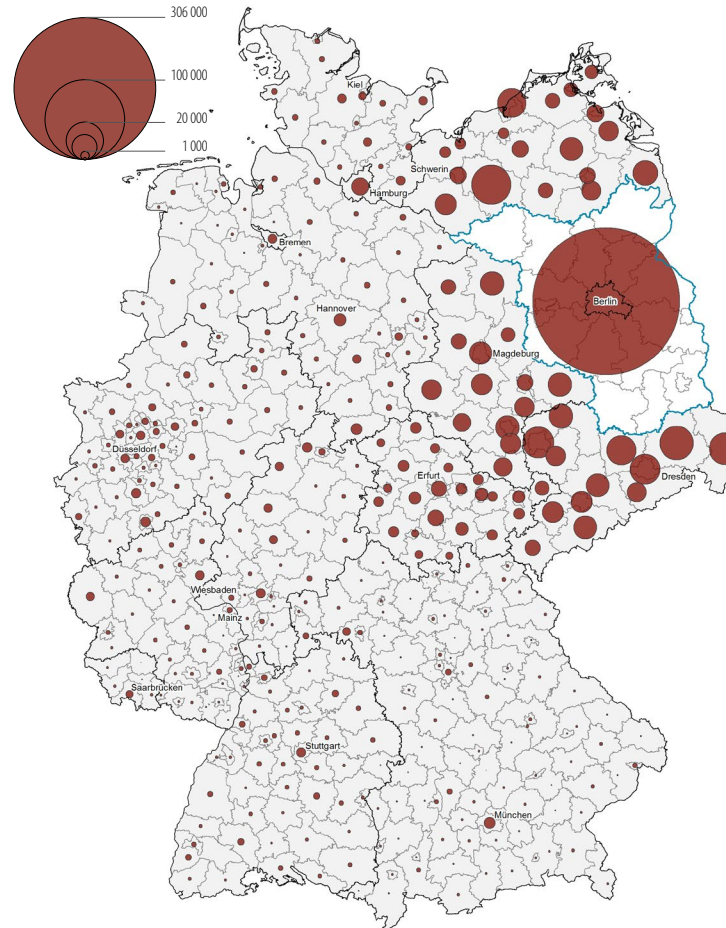 306 000
100 000
20 000
1 000
Kiel
Schwerin
Hamburg
Bremen
Berlin
Hannover
Magdeburg
Düsseldorf
Erfurt
Dresden
Wiesbaden
Mainz
Saarbrücken
Stuttgart
München